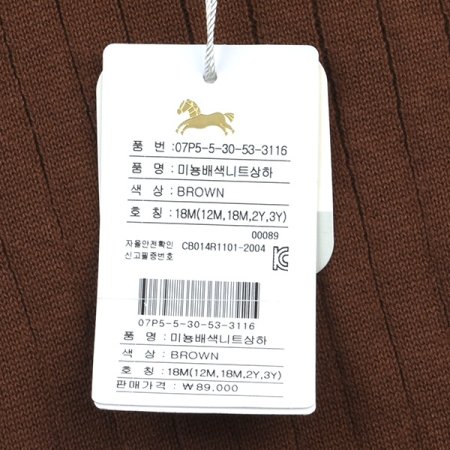 품 번 :07P5-5-30-53-3116
품 명 :미뇽배색니트상하
색 상 :BROWN
호 칭 :18M(12M,18M,2Y,3Y)
00089
자율안전확인 CB014R1101-2004
신고필증번호
07P5-5-30-53-3116
품 명 :미뇽배색니트상하
색 상 :BROWN
호 칭 :18M(12M,18M,2Y,3Y)
판매가격 :₩89,000